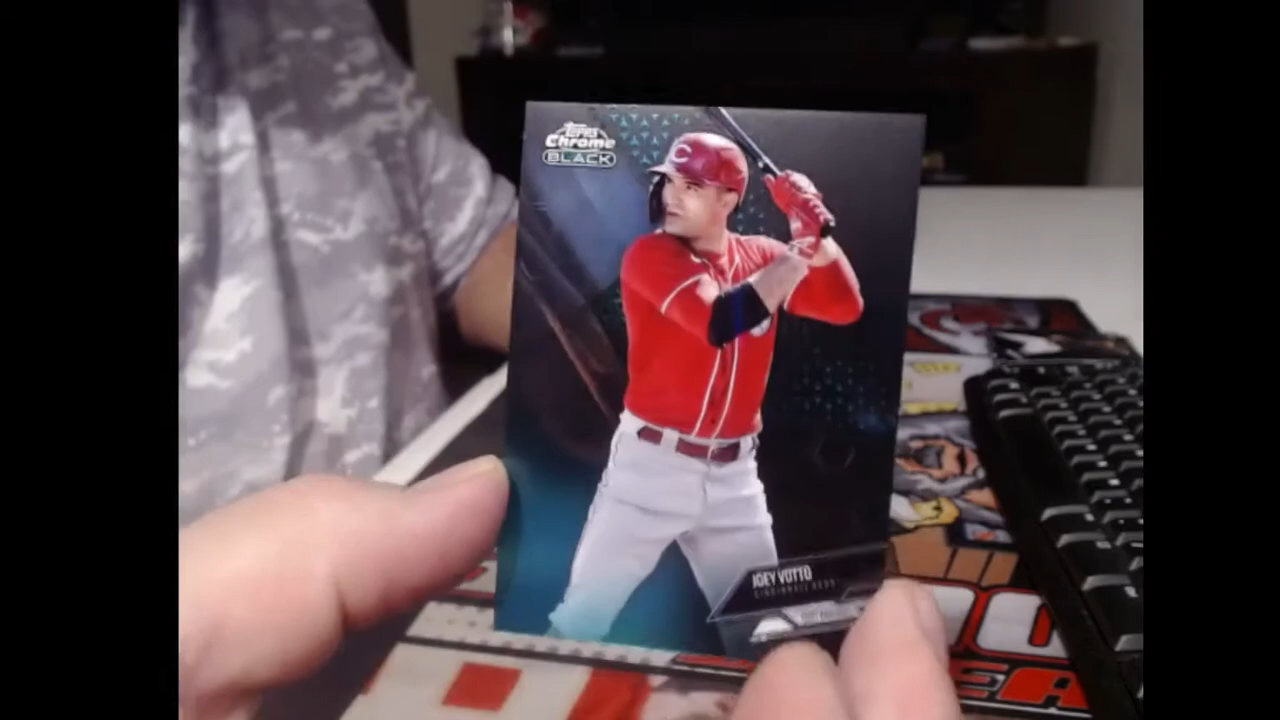 TOPPS
Chrome
BLACK
C
JOEY VOTTO
CINCINNATI REDS